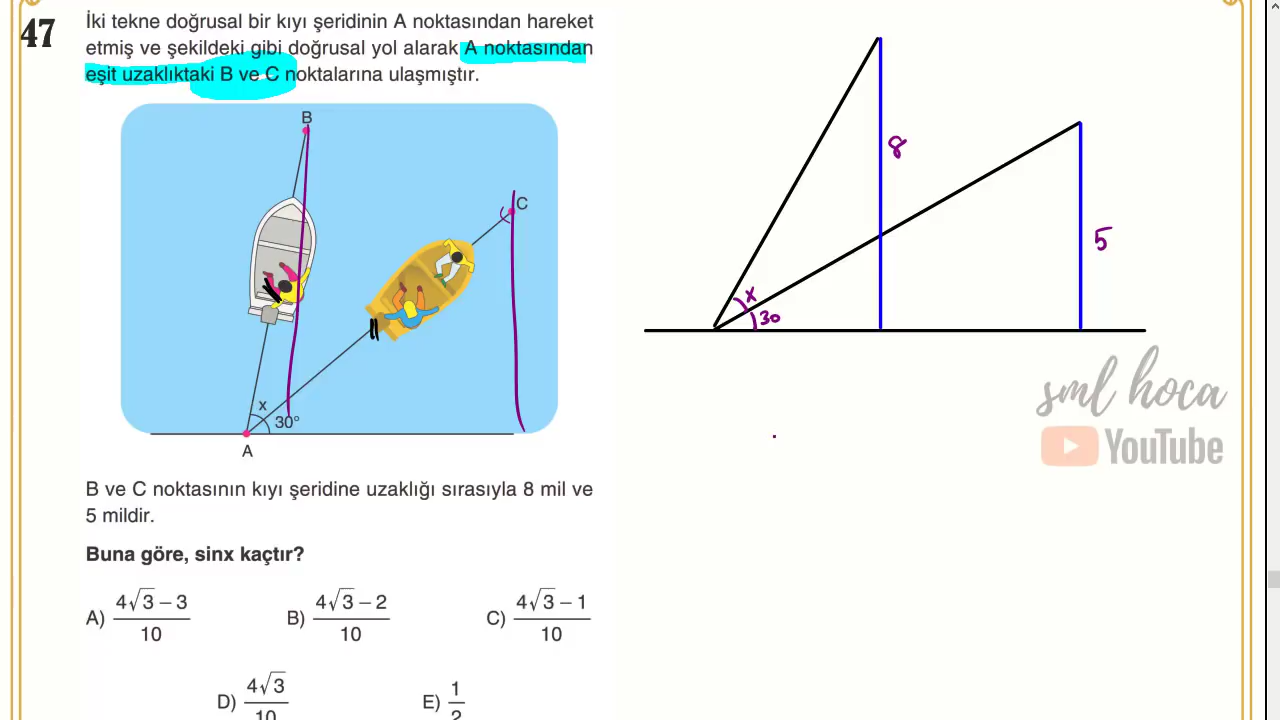 47
İki tekne doğrusal bir kıyı şeridinin A noktasından hareket
etmiş ve şekildeki gibi doğrusal yol alarak A noktasından
eşit uzaklıktaki B ve C noktalarına ulaşmıştır.
B
C
x
30°
A
8
5
x
30
sml hoca
YouTube
B ve C noktasının kıyı şeridine uzaklığı sırasıyla 8 mil ve
5 mildir.
Buna göre, sinx kaçtır?
A) (4√3 – 3)/10 B) (4√3 – 2)/10 C) (4√3 – 1)/10
D) 4√3/10 E) 1/2